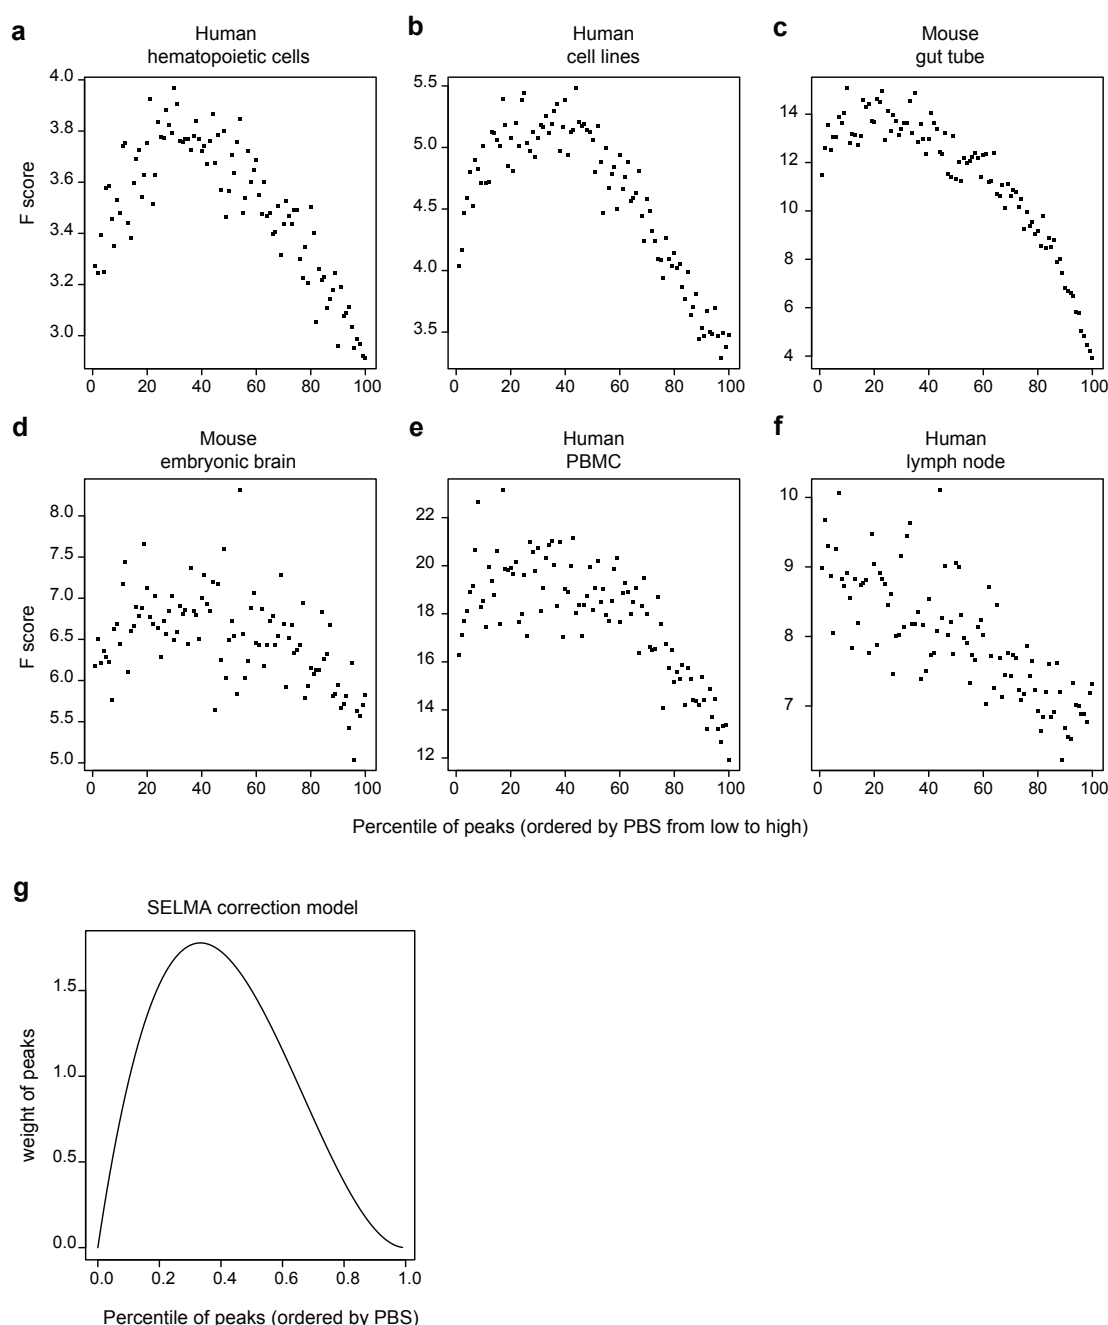 a
Human
hematopoietic cells
b
Human
cell lines
c
Mouse
gut tube
F score
4.0
3.8
3.6
3.4
3.2
3.0
0 20 40 60 80 100
5.5
5.0
4.5
4.0
3.5
0 20 40 60 80 100
14
12
10
8
6
4
0 20 40 60 80 100
d
Mouse
embryonic brain
e
Human
PBMC
f
Human
lymph node
F score
8.0
7.5
7.0
6.5
6.0
5.5
5.0
0 20 40 60 80 100
22
20
18
16
14
12
0 20 40 60 80 100
10
9
8
7
0 20 40 60 80 100
Percentile of peaks (ordered by PBS from low to high)
g
SELMA correction model
weight of peaks
1.5
1.0
0.5
0.0
0.0 0.2 0.4 0.6 0.8 1.0
Percentile of peaks (ordered by PBS)